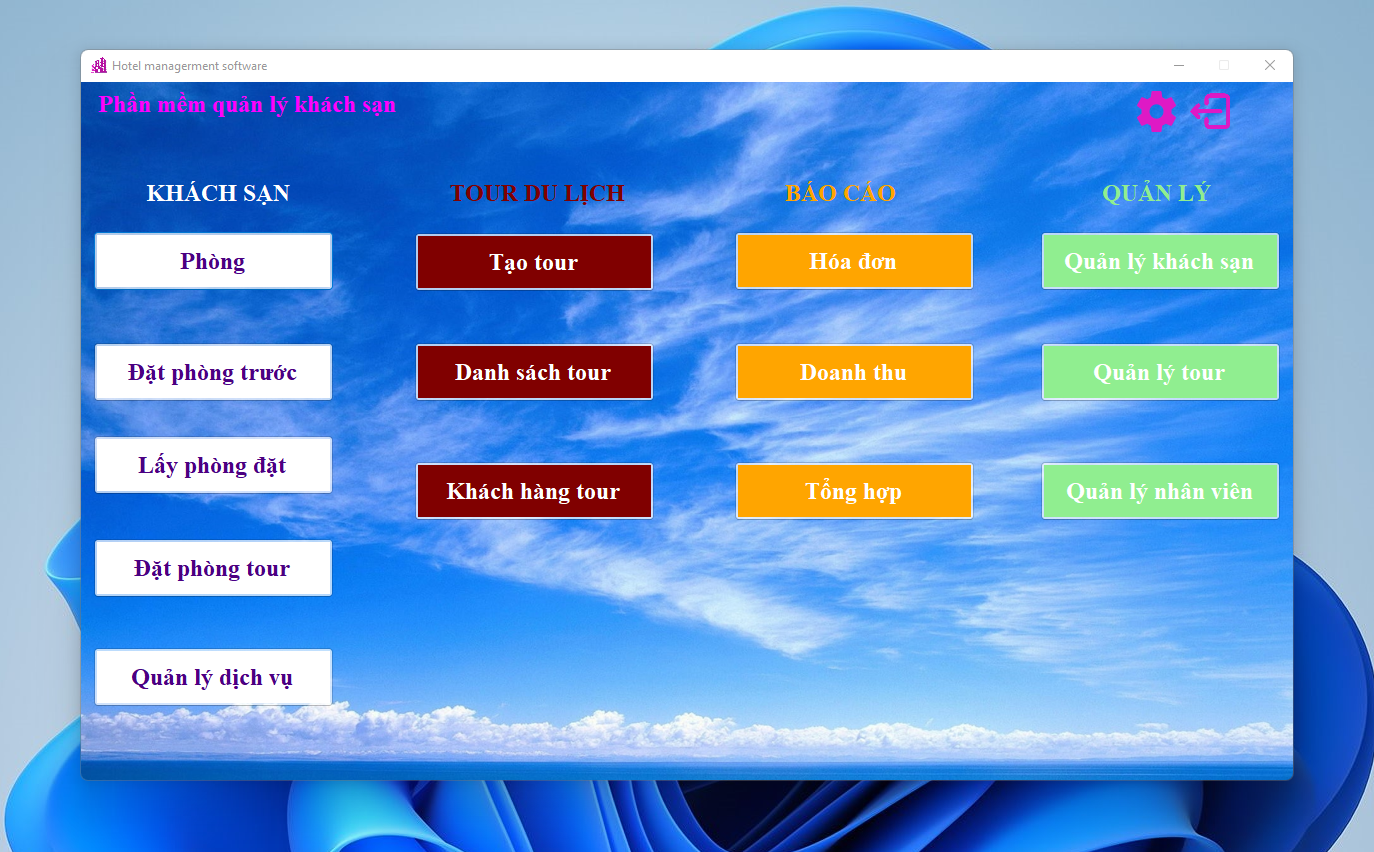 Hotel managerment software
Phần mềm quản lý khách sạn
KHÁCH SẠN
Phòng
Đặt phòng trước
Lấy phòng đặt
Đặt phòng tour
Quản lý dịch vụ
TOUR DU LỊCH
Tạo tour
Danh sách tour
Khách hàng tour
BÁO CÁO
Hóa đơn
Doanh thu
Tổng hợp
QUẢN LÝ
Quản lý khách sạn
Quản lý tour
Quản lý nhân viên